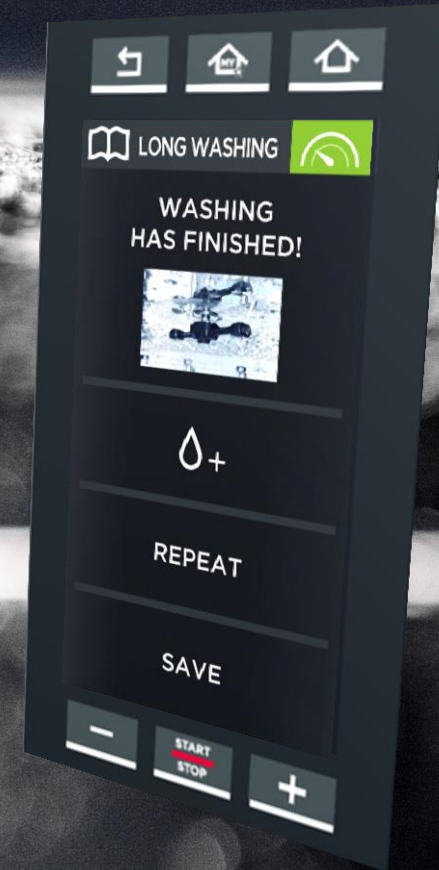 MY
LONG WASHING
WASHING
HAS FINISHED!
+
REPEAT
SAVE
−
START
STOP
+